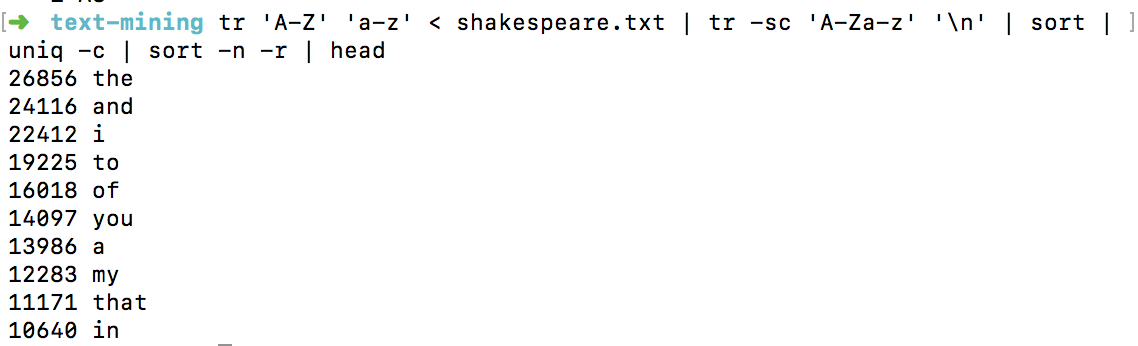 [➜ text-mining tr 'A-Z' 'a-z' < shakespeare.txt | tr -sc 'A-Za-z' '\n' | sort | ]
uniq -c | sort -n -r | head
26856 the
24116 and
22412 i
19225 to
16018 of
14097 you
13986 a
12283 my
11171 that
10640 in